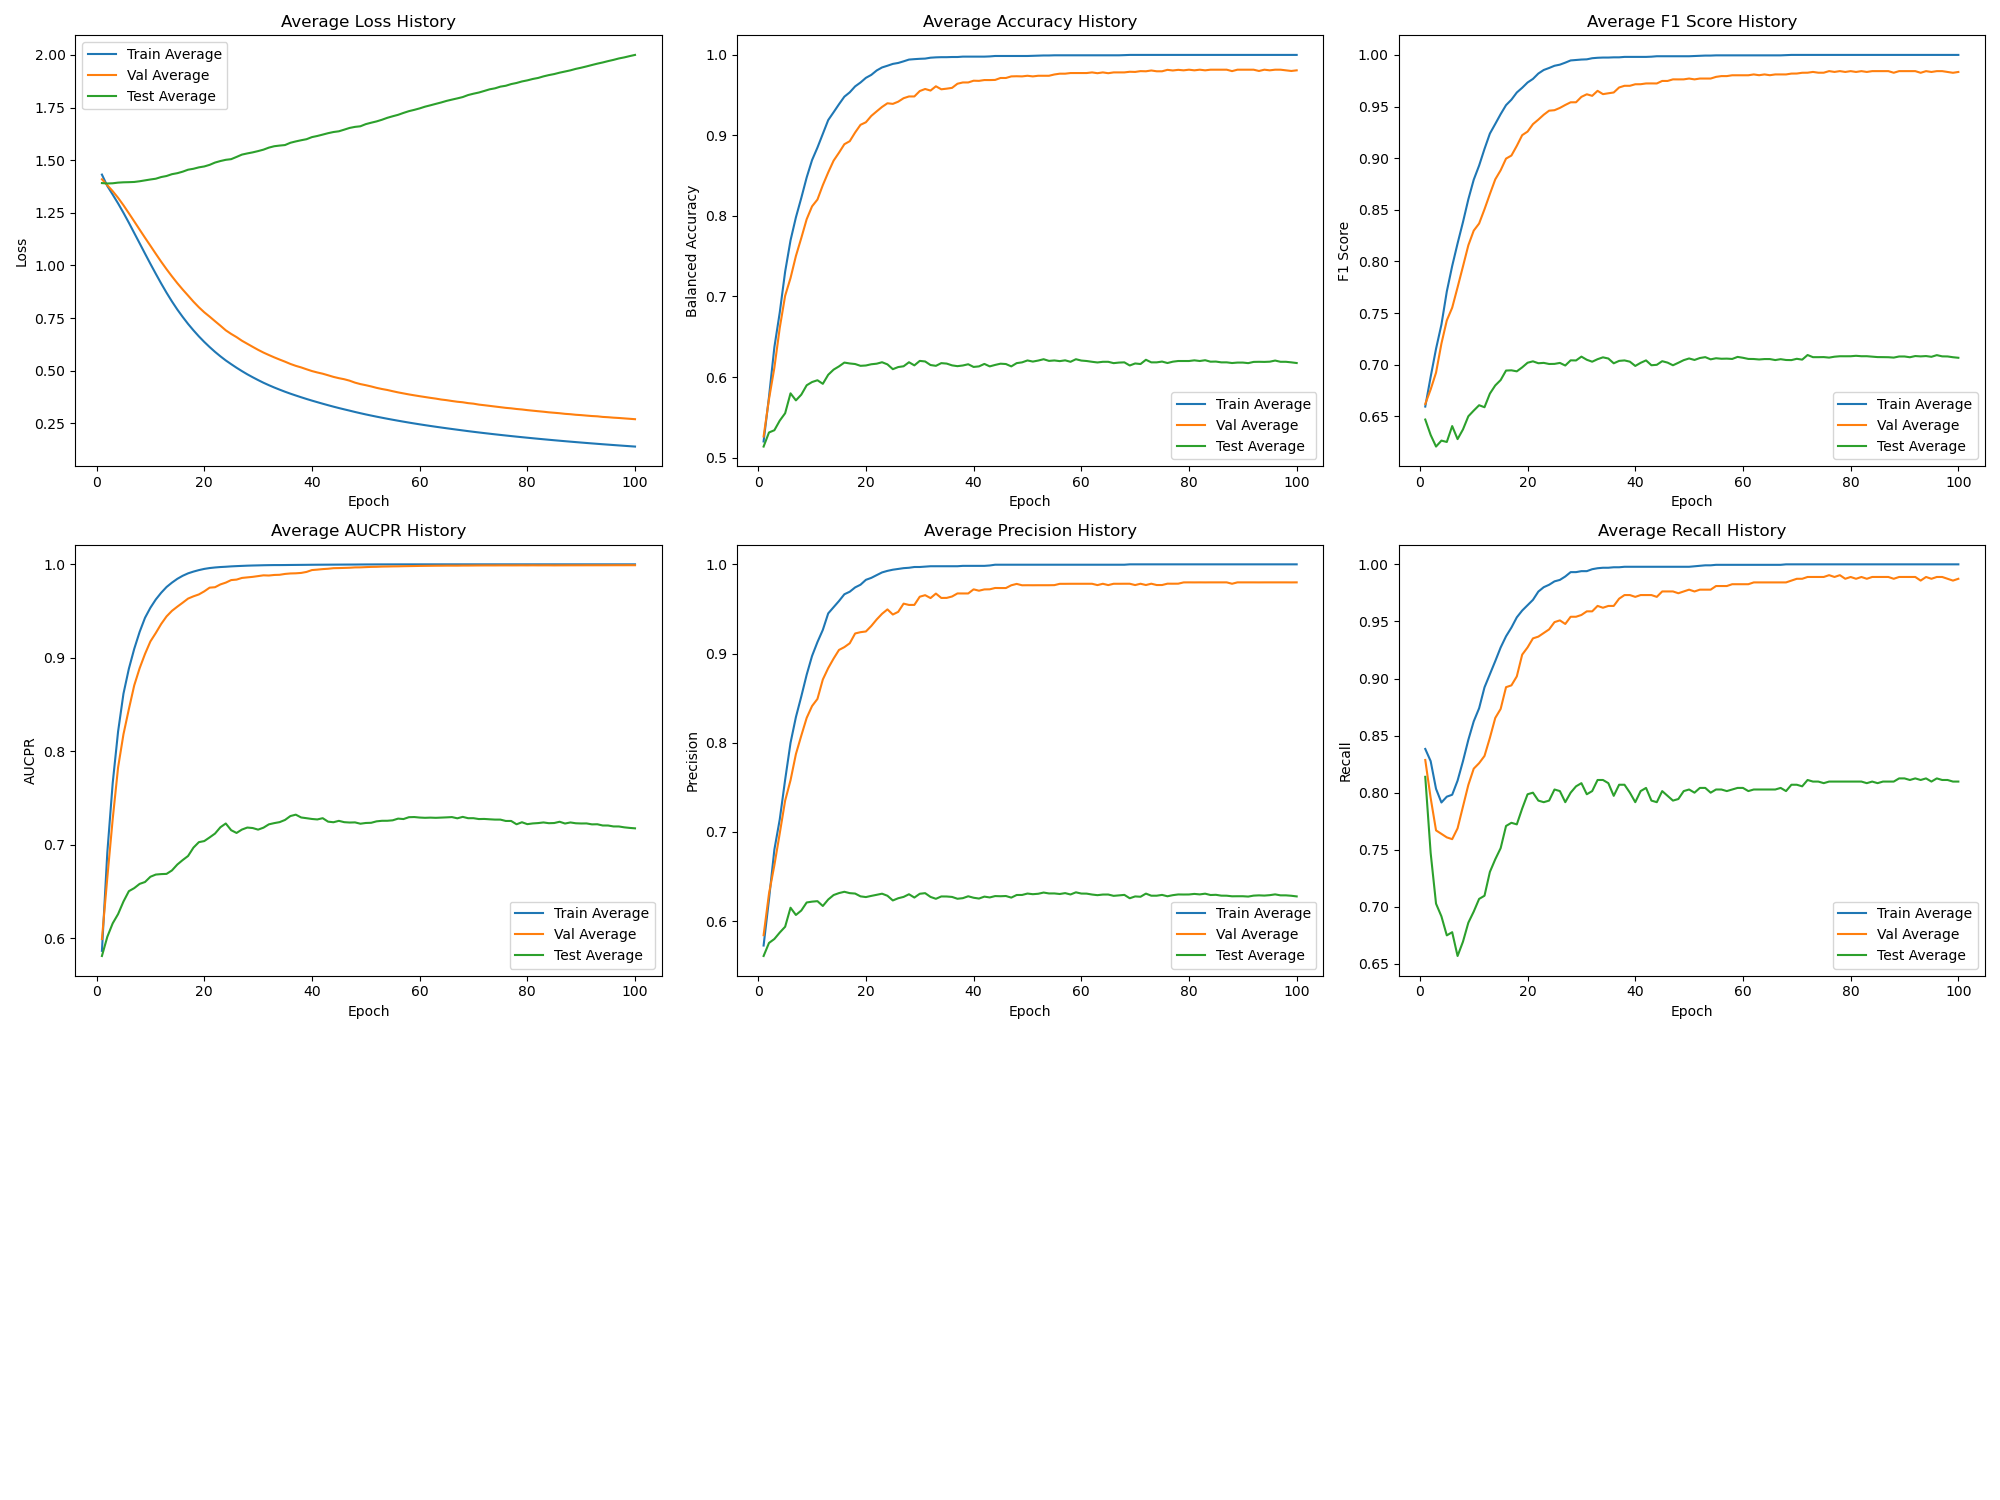 Average Loss History
2.00
1.75
1.50
1.25
1.00
0.75
0.50
0.25
Loss
Train Average
Val Average
Test Average
0 20 40 60 80 100
Epoch
Average Accuracy History
1.0
0.9
0.8
0.7
0.6
0.5
Balanced Accuracy
Train Average
Val Average
Test Average
0 20 40 60 80 100
Epoch
Average F1 Score History
1.00
0.95
0.90
0.85
0.80
0.75
0.70
0.65
F1 Score
Train Average
Val Average
Test Average
0 20 40 60 80 100
Epoch
Average AUCPR History
1.0
0.9
0.8
0.7
0.6
AUCPR
Train Average
Val Average
Test Average
0 20 40 60 80 100
Epoch
Average Precision History
1.0
0.9
0.8
0.7
0.6
Precision
Train Average
Val Average
Test Average
0 20 40 60 80 100
Epoch
Average Recall History
1.00
0.95
0.90
0.85
0.80
0.75
0.70
0.65
Recall
Train Average
Val Average
Test Average
0 20 40 60 80 100
Epoch